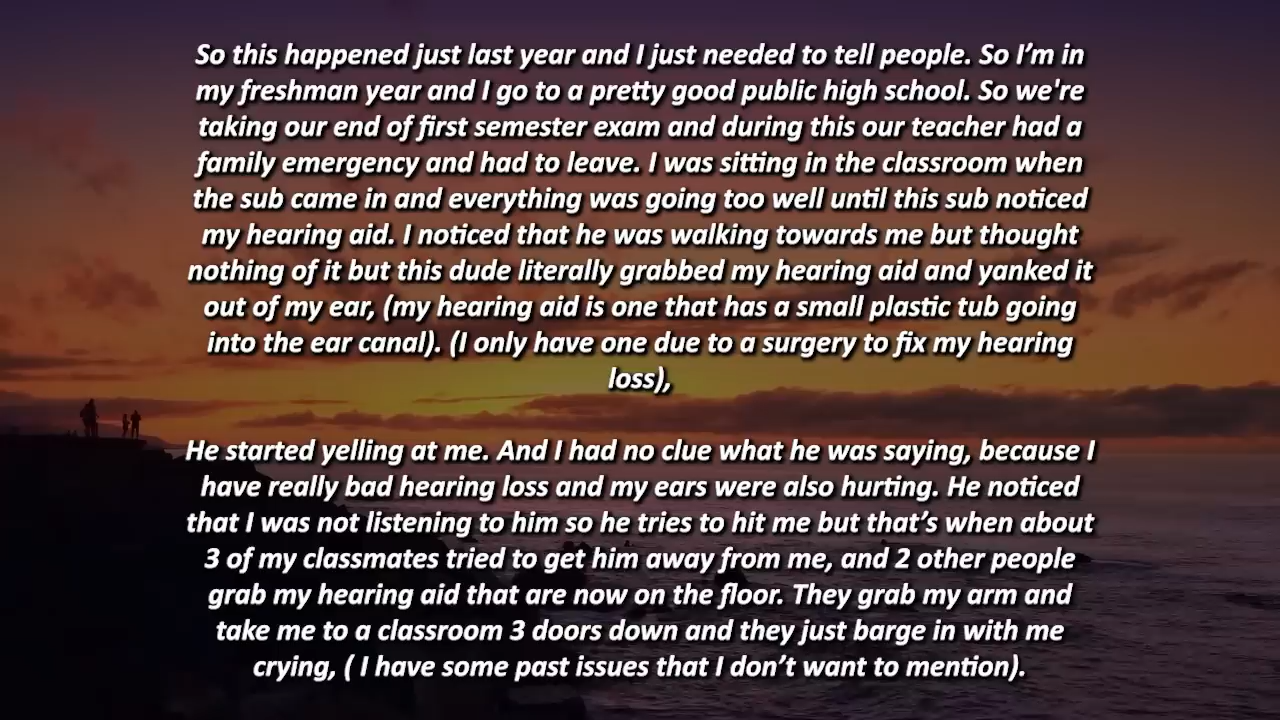 So this happened just last year and I just needed to tell people. So I’m in
my freshman year and I go to a pretty good public high school. So we're
taking our end of first semester exam and during this our teacher had a
family emergency and had to leave. I was sitting in the classroom when
the sub came in and everything was going too well until this sub noticed
my hearing aid. I noticed that he was walking towards me but thought
nothing of it but this dude literally grabbed my hearing aid and yanked it
out of my ear, (my hearing aid is one that has a small plastic tub going
into the ear canal). (I only have one due to a surgery to fix my hearing
loss),
He started yelling at me. And I had no clue what he was saying, because I
have really bad hearing loss and my ears were also hurting. He noticed
that I was not listening to him so he tries to hit me but that’s when about
3 of my classmates tried to get him away from me, and 2 other people
grab my hearing aid that are now on the floor. They grab my arm and
take me to a classroom 3 doors down and they just barge in with me
crying, ( I have some past issues that I don’t want to mention).